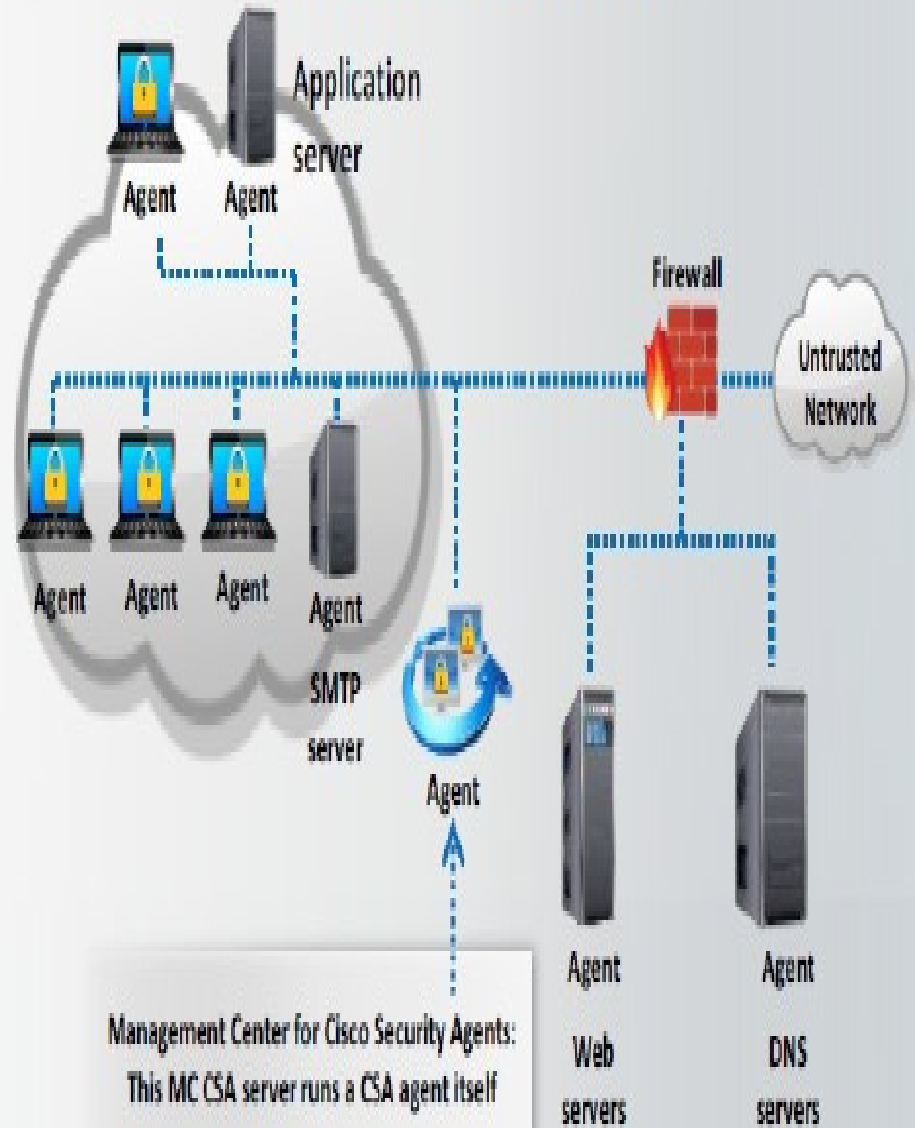 Application
server
Agent
Agent
Firewall
Untrusted
Network
Agent
Agent
Agent
Agent
SMTP
server
Agent
Agent
Web
servers
Agent
DNS
servers
Management Center for Cisco Security Agents:
This MC CSA server runs a CSA agent itself